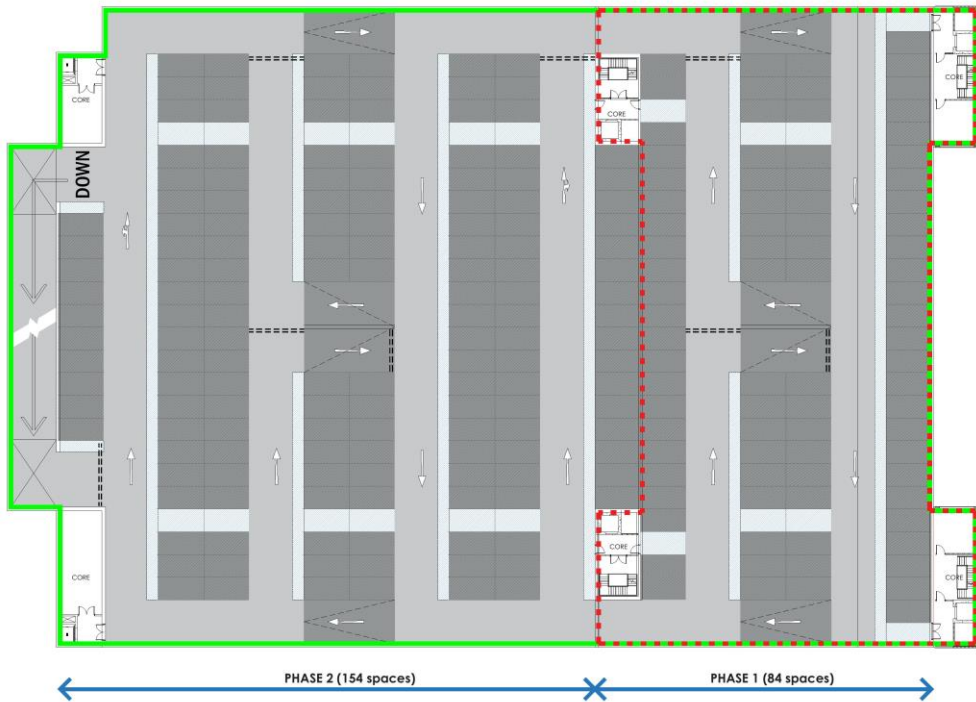 CORE
CORE
CORE
DOWN
CORE
CORE
CORE
PHASE 2 (154 spaces)
PHASE 1 (84 spaces)